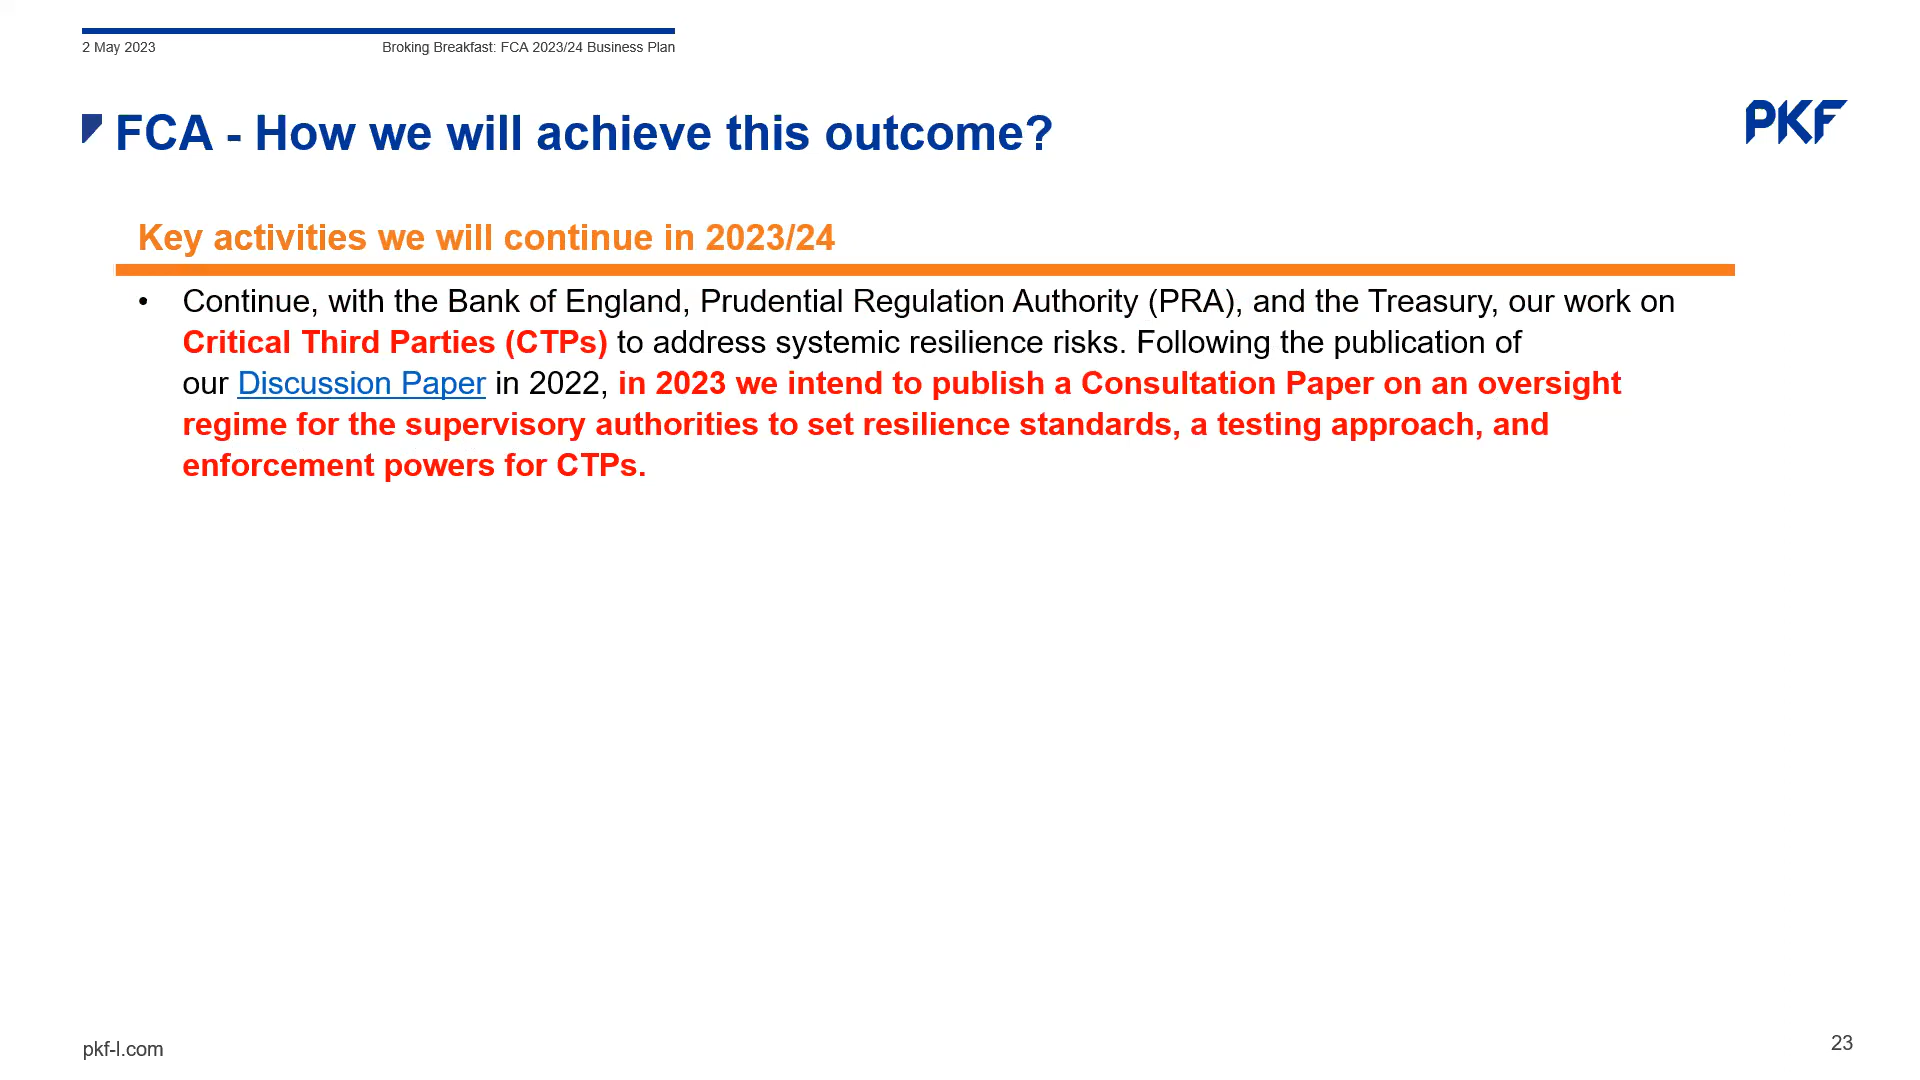 2 May 2023
Broking Breakfast: FCA 2023/24 Business Plan
FCA - How we will achieve this outcome?
PKF
Key activities we will continue in 2023/24
• Continue, with the Bank of England, Prudential Regulation Authority (PRA), and the Treasury, our work on
Critical Third Parties (CTPs) to address systemic resilience risks. Following the publication of
our Discussion Paper in 2022, in 2023 we intend to publish a Consultation Paper on an oversight
regime for the supervisory authorities to set resilience standards, a testing approach, and
enforcement powers for CTPs.
pkf-l.com
23